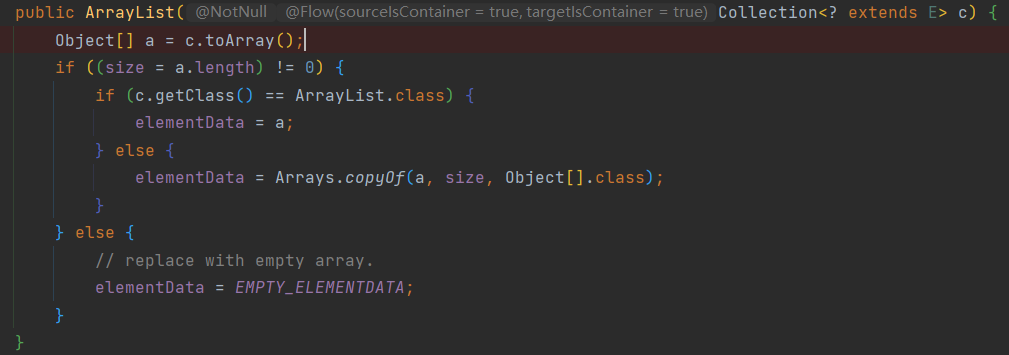 public ArrayList( @NotNull @Flow(sourceIsContainer = true, targetIsContainer = true) Collection<? extends E> c) {
    Object[] a = c.toArray();
    if ((size = a.length) != 0) {
        if (c.getClass() == ArrayList.class) {
            elementData = a;
        } else {
            elementData = Arrays.copyOf(a, size, Object[].class);
        }
    } else {
        // replace with empty array.
        elementData = EMPTY_ELEMENTDATA;
    }
}